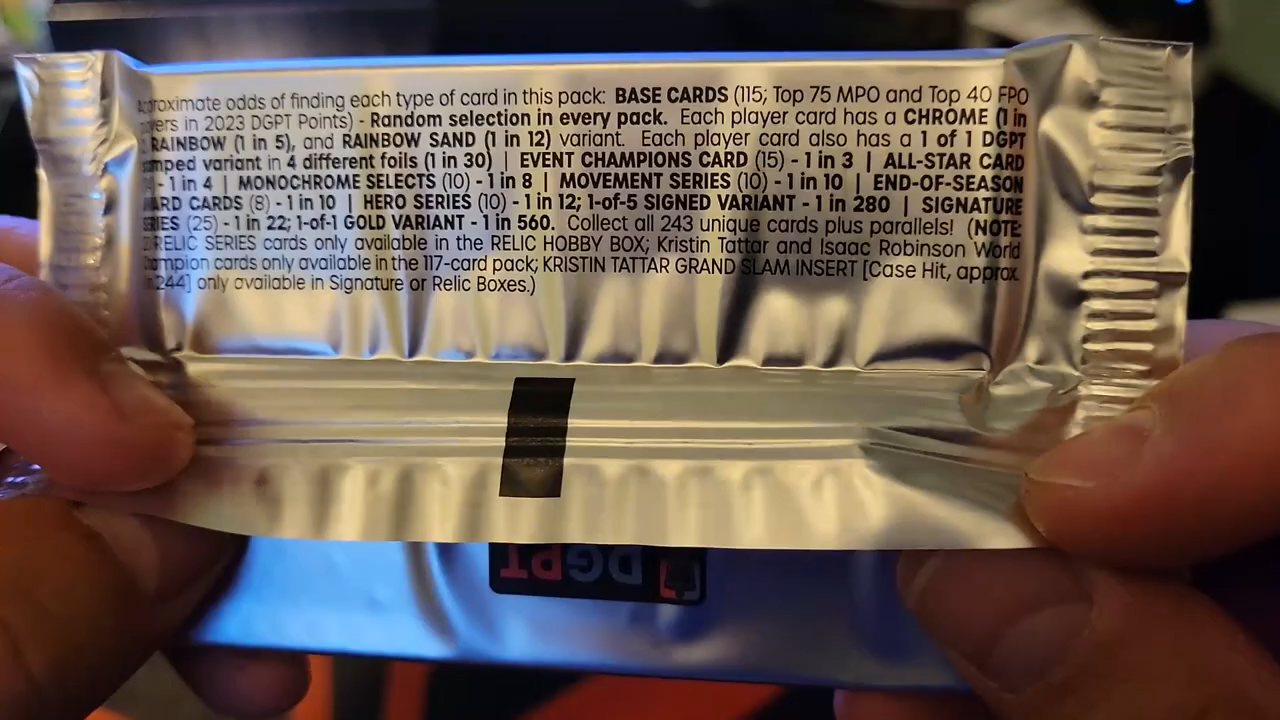 Approximate odds of finding each type of card in this pack: BASE CARDS (115; Top 75 MPO and Top 40 FPO
in 2023 DGPT Points) - Random selection in every pack. Each player card has a CHROME (1 in
RAINBOW (1 in 5), and RAINBOW SAND (1 in 12) variant. Each player card also has a 1 of 1 DGPT
variant in 4 different foils (1 in 30) | EVENT CHAMPIONS CARD (15) - 1 in 3 | ALL-STAR CARD
- 1 in 4 | MONOCHROME SELECTS (10) - 1 in 8 | MOVEMENT SERIES (10) - 1 in 10 | END-OF-SEASON
CARDS (8) - 1 in 10 | HERO SERIES (10) - 1 in 12; 1-of-5 SIGNED VARIANT - 1 in 280 | SIGNATURE
SERIES (25) - 1 in 22; 1-of-1 GOLD VARIANT - 1 in 560. Collect all 243 unique cards plus parallels! (NOTE:
RELIC SERIES cards only available in the RELIC HOBBY BOX; Kristin Tattar and Isaac Robinson World
Champion cards only available in the 117-card pack; KRISTIN TATTAR GRAND SLAM INSERT [Case Hit, approx.
in 244] only available in Signature or Relic Boxes.)
DGPT